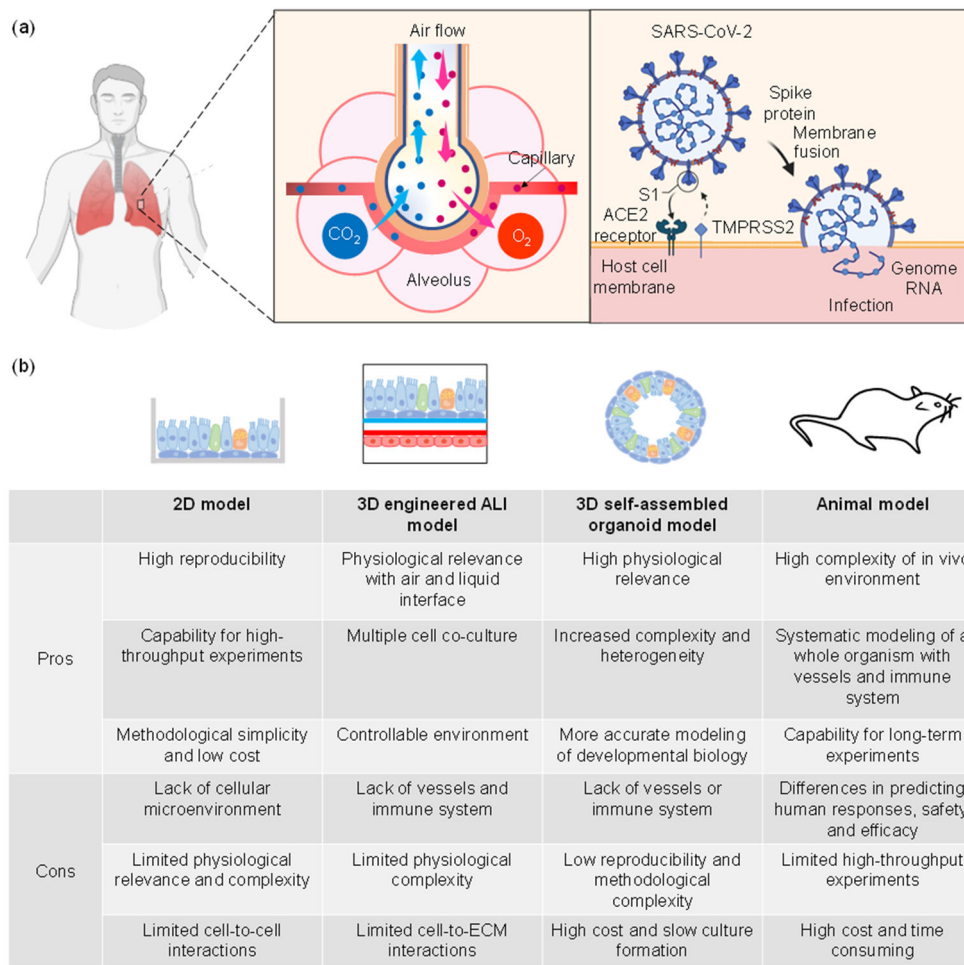 (a)
Air flow
Capillary
CO2
O2
Alveolus
SARS-CoV-2
Spike
protein
Membrane
fusion
S1
ACE2
receptor
TMPRSS2
Host cell
membrane
Genome
RNA
Infection
(b)
2D model
3D engineered ALI
model
3D self-assembled
organoid model
Animal model
Pros
High reproducibility
Physiological relevance
with air and liquid
interface
High physiological
relevance
High complexity of in vivo
environment
Capability for high-
throughput experiments
Multiple cell co-culture
Increased complexity and
heterogeneity
Systematic modeling of a
whole organism with
vessels and immune
system
Methodological simplicity
and low cost
Controllable environment
More accurate modeling
of developmental biology
Capability for long-term
experiments
Cons
Lack of cellular
microenvironment
Lack of vessels and
immune system
Lack of vessels or
immune system
Differences in predicting
human responses, safety
and efficacy
Limited physiological
relevance and complexity
Limited physiological
complexity
Low reproducibility and
methodological
complexity
Limited high-throughput
experiments
Limited cell-to-cell
interactions
Limited cell-to-ECM
interactions
High cost and slow culture
formation
High cost and time
consuming